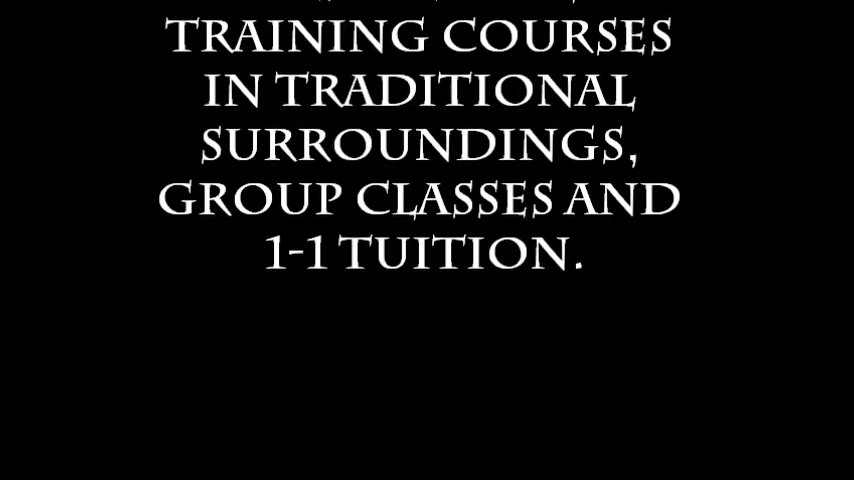 TRAINING COURSES
IN TRADITIONAL
SURROUNDINGS,
GROUP CLASSES AND
1-1 TUITION.